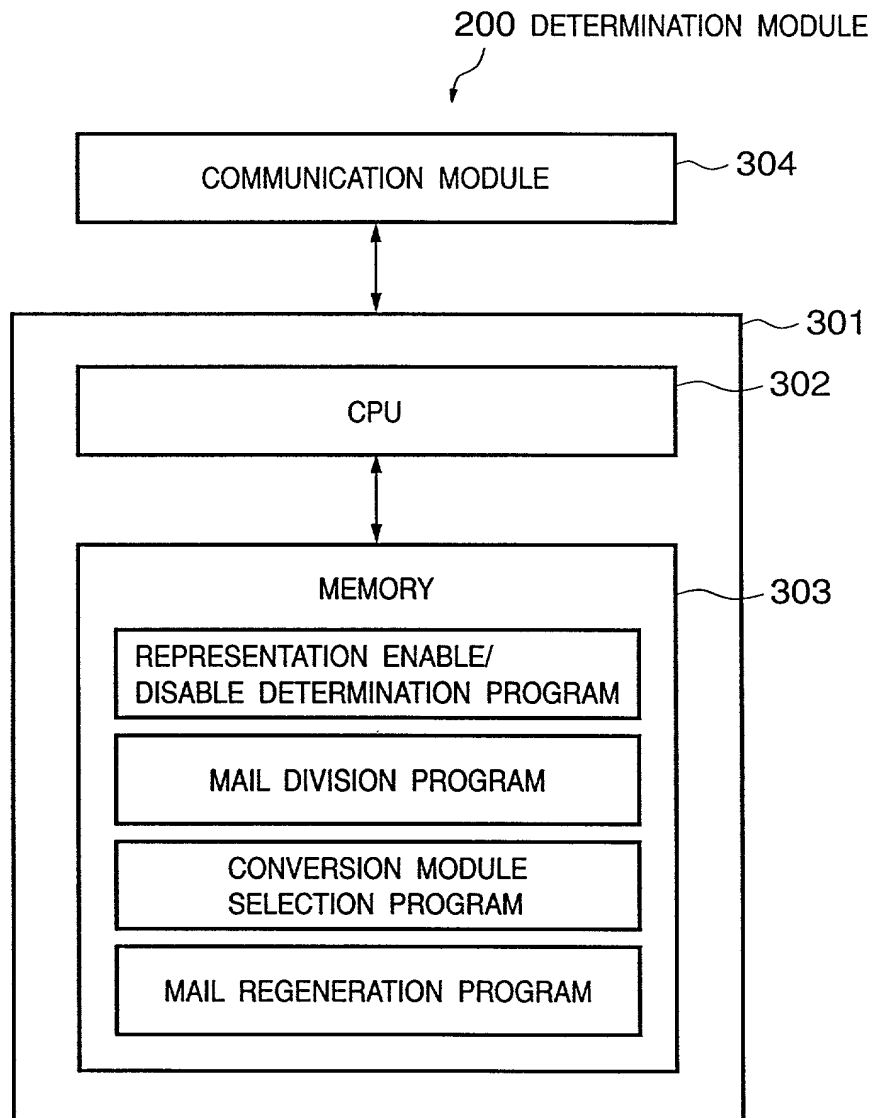 200 DETERMINATION MODULE
COMMUNICATION MODULE
304
301
CPU
302
MEMORY
303
REPRESENTATION ENABLE/
DISABLE DETERMINATION PROGRAM
MAIL DIVISION PROGRAM
CONVERSION MODULE
SELECTION PROGRAM
MAIL REGENERATION PROGRAM